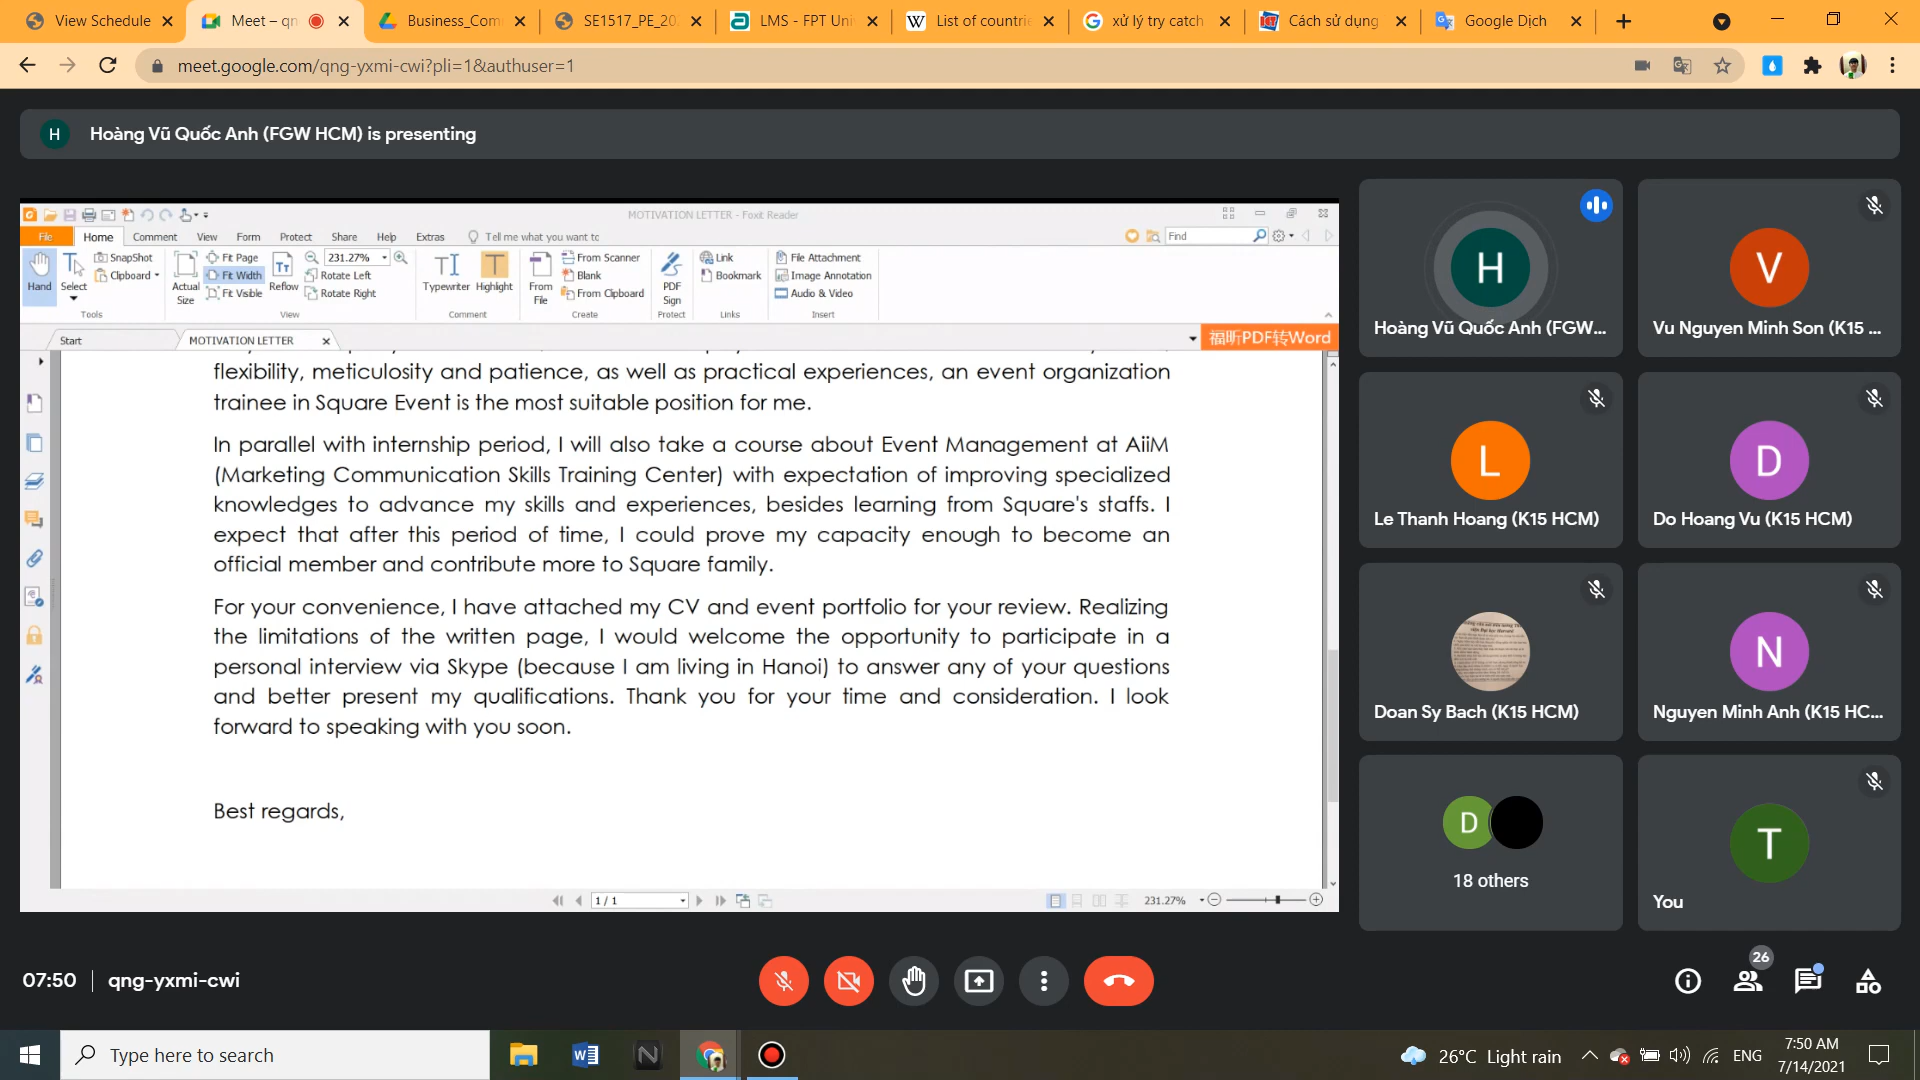 View Schedule
Meet – qn
Business_Com
SE1517_PE_20
LMS - FPT Uni
List of countrie
xử lý try catch
Cách sử dụng
Google Dịch
meet.google.com/qng-yxmi-cwi?pli=1&authuser=1
H
Hoàng Vũ Quốc Anh (FGW HCM) is presenting
MOTIVATION LETTER - Foxit Reader
File Home Comment View Form Protect Share Help Extras Tell me what you want to
Find
Hand
Select
SnapShot
Clipboard
Tools
Actual
Size
Fit Page
Fit Width
Fit Visible
Reflow
231.27%
Rotate Left
Rotate Right
View
Typewriter
Highlight
Comment
From
File
From Scanner
Blank
From Clipboard
Create
PDF
Sign
Protect
Link
Bookmark
Links
File Attachment
Image Annotation
Audio & Video
Insert
Start
MOTIVATION LETTER
福昕PDF转Word
flexibility, meticulosity and patience, as well as practical experiences, an event organization
trainee in Square Event is the most suitable position for me.
In parallel with internship period, I will also take a course about Event Management at AiiM
(Marketing Communication Skills Training Center) with expectation of improving specialized
knowledges to advance my skills and experiences, besides learning from Square's staffs. I
expect that after this period of time, I could prove my capacity enough to become an
official member and contribute more to Square family.
For your convenience, I have attached my CV and event portfolio for your review. Realizing
the limitations of the written page, I would welcome the opportunity to participate in a
personal interview via Skype (because I am living in Hanoi) to answer any of your questions
and better present my qualifications. Thank you for your time and consideration. I look
forward to speaking with you soon.
Best regards,
1 / 1
231.27%
H
Hoàng Vũ Quốc Anh (FGW...
V
Vu Nguyen Minh Son (K15 ...
L
Le Thanh Hoang (K15 HCM)
D
Do Hoang Vu (K15 HCM)
Doan Sy Bach (K15 HCM)
N
Nguyen Minh Anh (K15 HC...
D
18 others
T
You
07:50
qng-yxmi-cwi
26
Type here to search
26°C Light rain
ENG
7:50 AM
7/14/2021